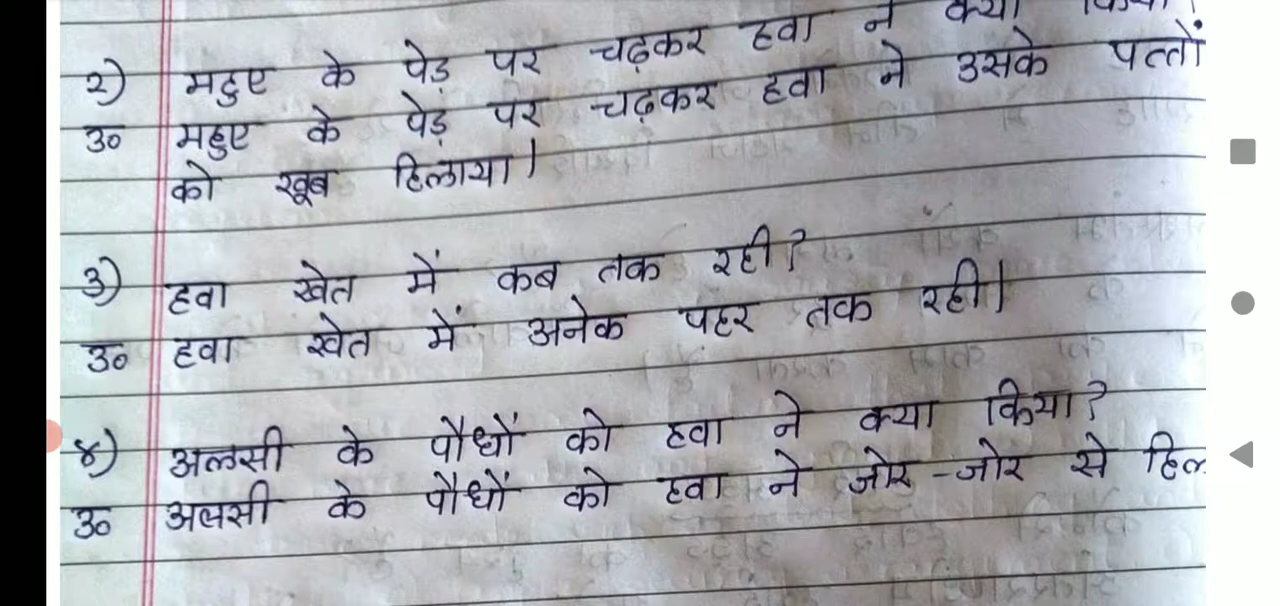 २) महुए के पेड़ पर चढ़कर हवा ने क्या किया?
उ० महुए के पेड़ पर चढ़कर हवा ने उसके पत्तों
को खूब हिलाया।
३) हवा खेत में कब तक रही?
उ० हवा खेत में अनेक पहर तक रही।
४) अलसी के पौधों को हवा ने क्या किया?
उ० अलसी के पौधों को हवा ने जोर-जोर से हिल